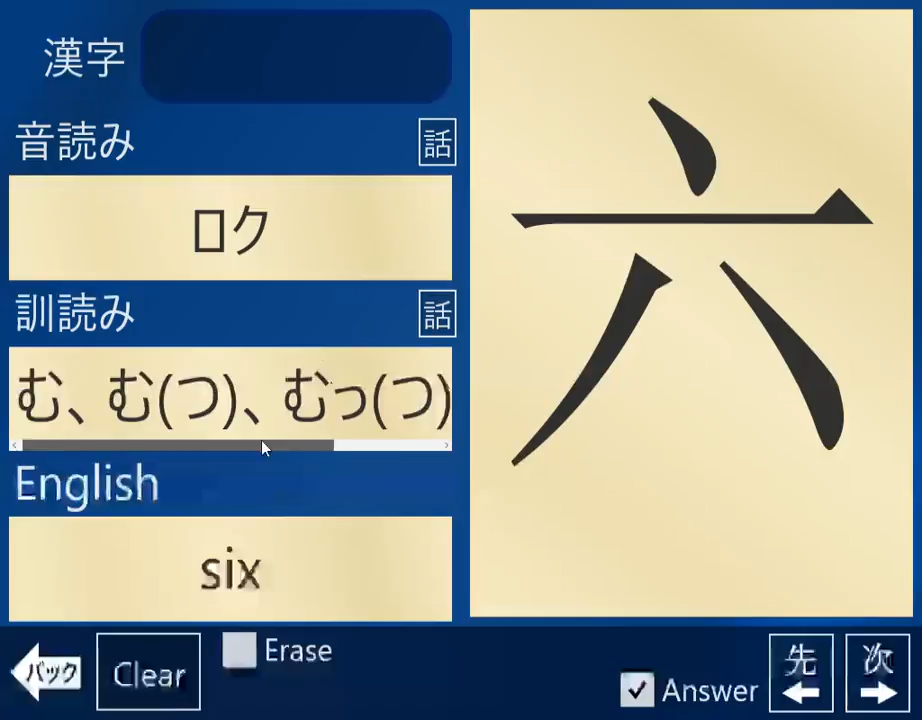 漢字
音読み 話
ロク
訓読み 話
む、む(つ)、むっ(つ)
English
six
六
バック Clear Erase Answer 先 次